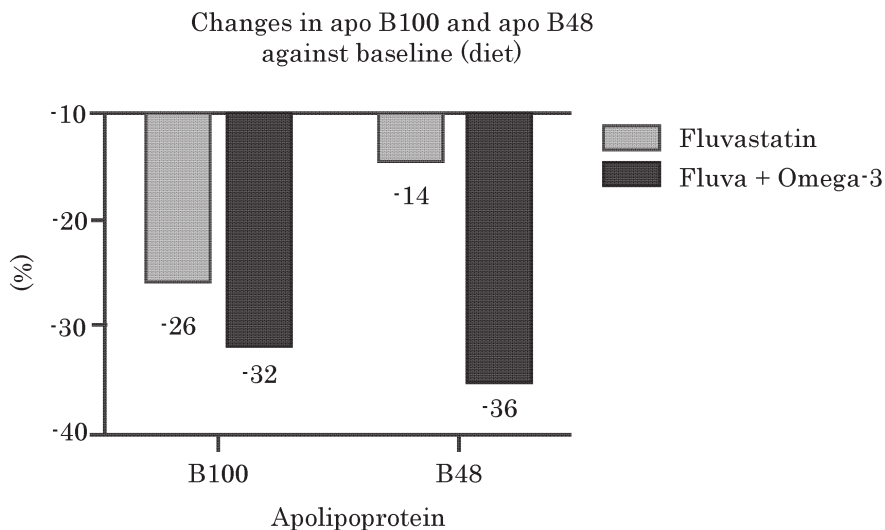 Changes in apo B100 and apo B48
against baseline (diet)
-10
-20
-30
-40
(%)
-26
-32
-14
-36
B100
B48
Apolipoprotein
Fluvastatin
Fluva + Omega-3